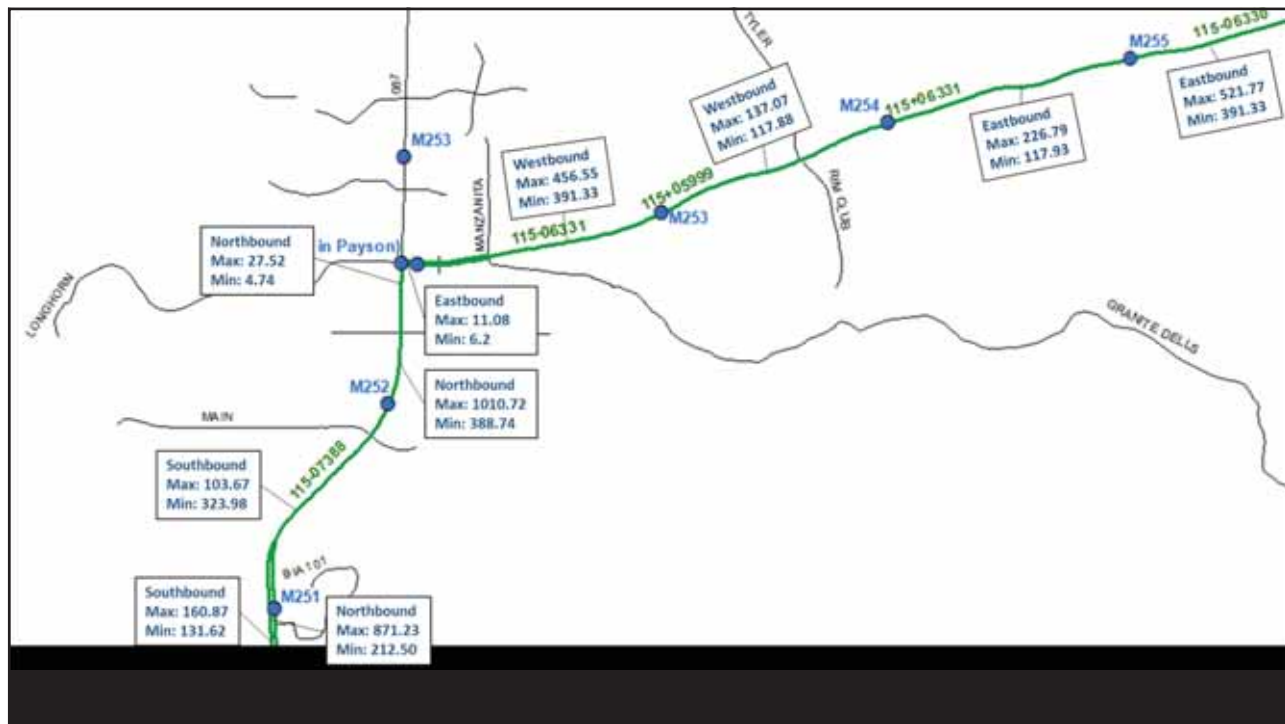 TYLER
M255
115-06330
Eastbound
Max: 521.77
Min: 391.33
087
Westbound
Max: 137.07
Min: 117.88
M254
115+06331
Eastbound
Max: 226.79
Min: 117.93
M253
MANZANITA
Westbound
Max: 456.55
Min: 391.33
115+05999
M253
RIM CLUB
115-06331
Northbound
Max: 27.52
Min: 4.74
in Payson)
LONGHORN
Eastbound
Max: 11.08
Min: 6.2
GRANITE DELLS
M252
Northbound
Max: 1010.72
Min: 388.74
MAIN
115-07388
Southbound
Max: 103.67
Min: 323.98
BIA101
Southbound
Max: 160.87
Min: 131.62
M251
Northbound
Max: 871.23
Min: 212.50